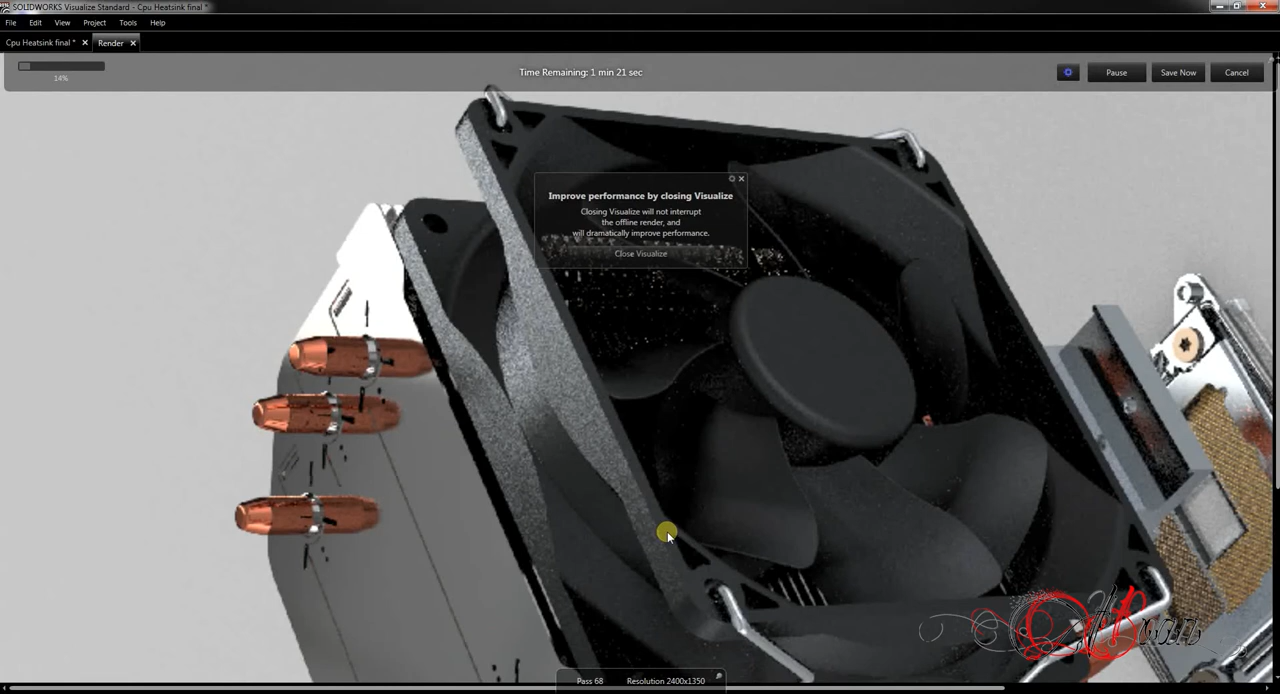 SOLIDWORKS Visualize Standard - Cpu Heatsink final *
File Edit View Project Tools Help
Cpu Heatsink final * Render
14%
Time Remaining: 1 min 21 sec
Pause Save Now Cancel
Improve performance by closing Visualize
Closing Visualize will not interrupt
the offline render, and
will dramatically improve performance.
Close Visualize
Pass 68 Resolution 2400x1350